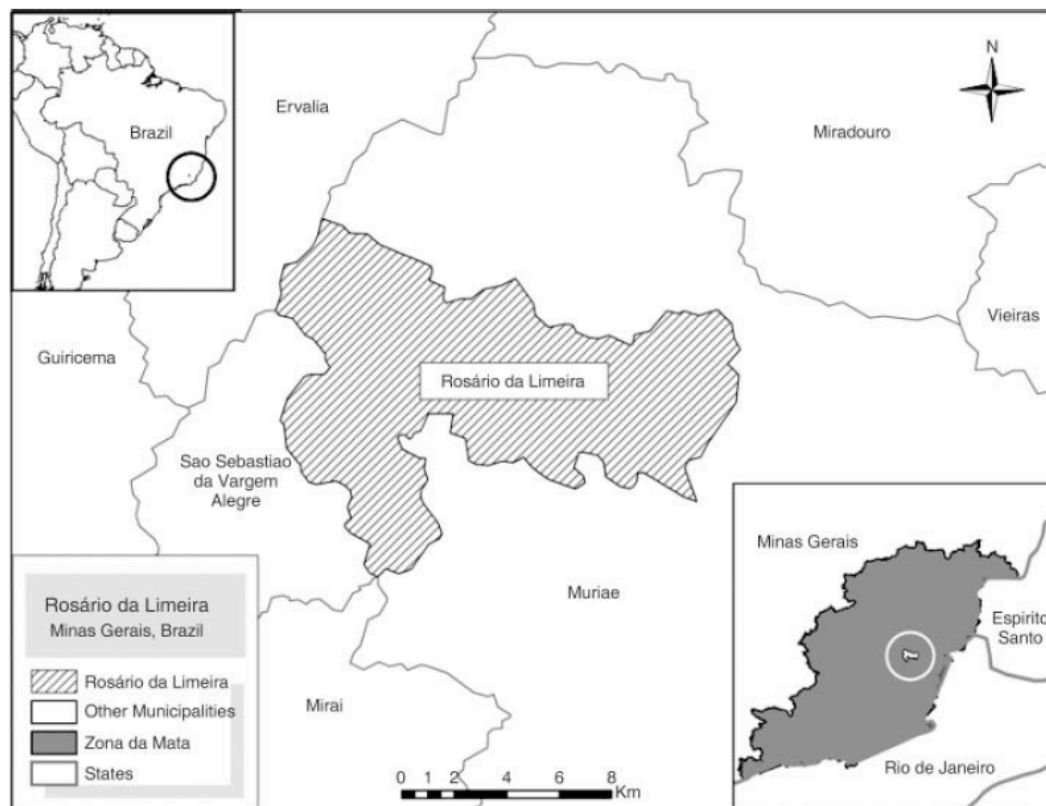 N
Ervalia
Brazil
Miradouro
Vieiras
Guiricema
Rosário da Limeira
Sao Sebastiao
da Vargem
Alegre
Minas Gerais
Rosário da Limeira
Minas Gerais, Brazil
Muriae
Espirito
Santo
Rosário da Limeira
Other Municipalities
Mirai
Zona da Mata
States
Rio de Janeiro
0 1 2 4 6 8
Km